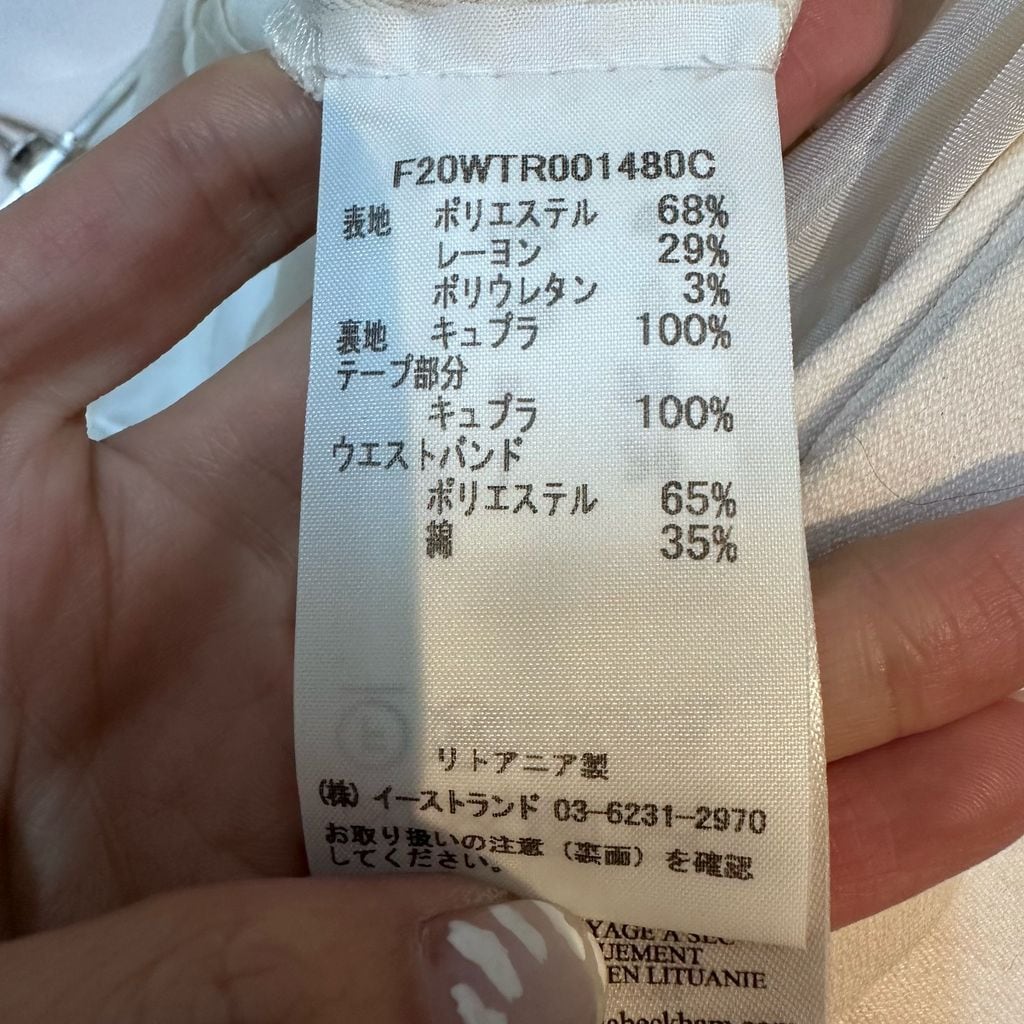 F20WTR001480C
表地 ポリエステル 68%
レーヨン 29%
ポリウレタン 3%
裏地 キュプラ 100%
テープ部分
キュプラ 100%
ウエストバンド
ポリエステル 65%
綿 35%
リトアニア製
(株) イーストランド 03-6231-2970
お取り扱いの注意 (裏面) を確認
してください。
YAGE A SEC
UEMENT
EN LITUANIE